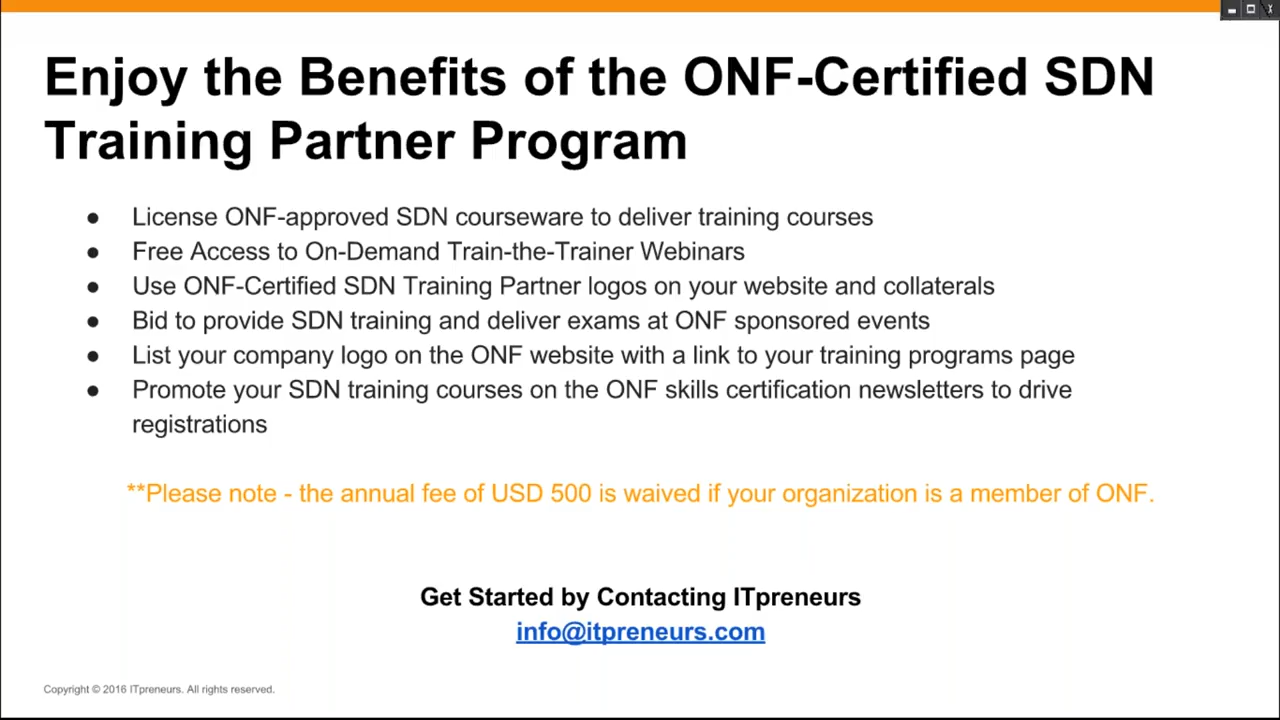 Enjoy the Benefits of the ONF-Certified SDN
Training Partner Program
● License ONF-approved SDN courseware to deliver training courses
● Free Access to On-Demand Train-the-Trainer Webinars
● Use ONF-Certified SDN Training Partner logos on your website and collaterals
● Bid to provide SDN training and deliver exams at ONF sponsored events
● List your company logo on the ONF website with a link to your training programs page
● Promote your SDN training courses on the ONF skills certification newsletters to drive
registrations
**Please note - the annual fee of USD 500 is waived if your organization is a member of ONF.
Get Started by Contacting ITpreneurs
info@itpreneurs.com
Copyright © 2016 ITpreneurs. All rights reserved.